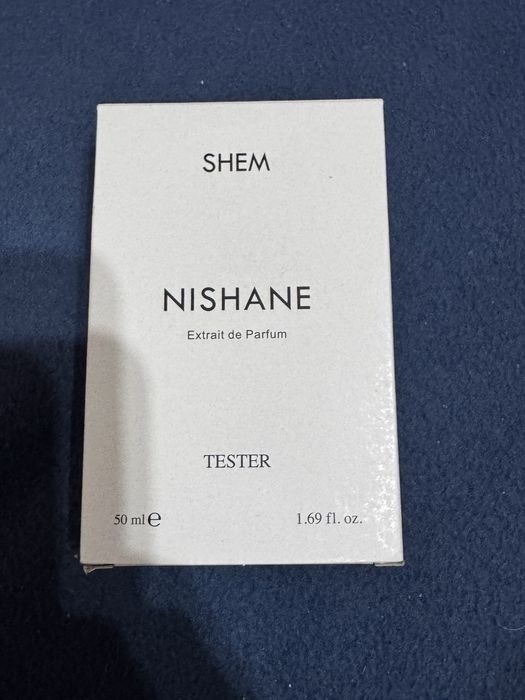 SHEM
NISHANE
Extrait de Parfum
TESTER
50 ml ℮ 1.69 fl. oz.